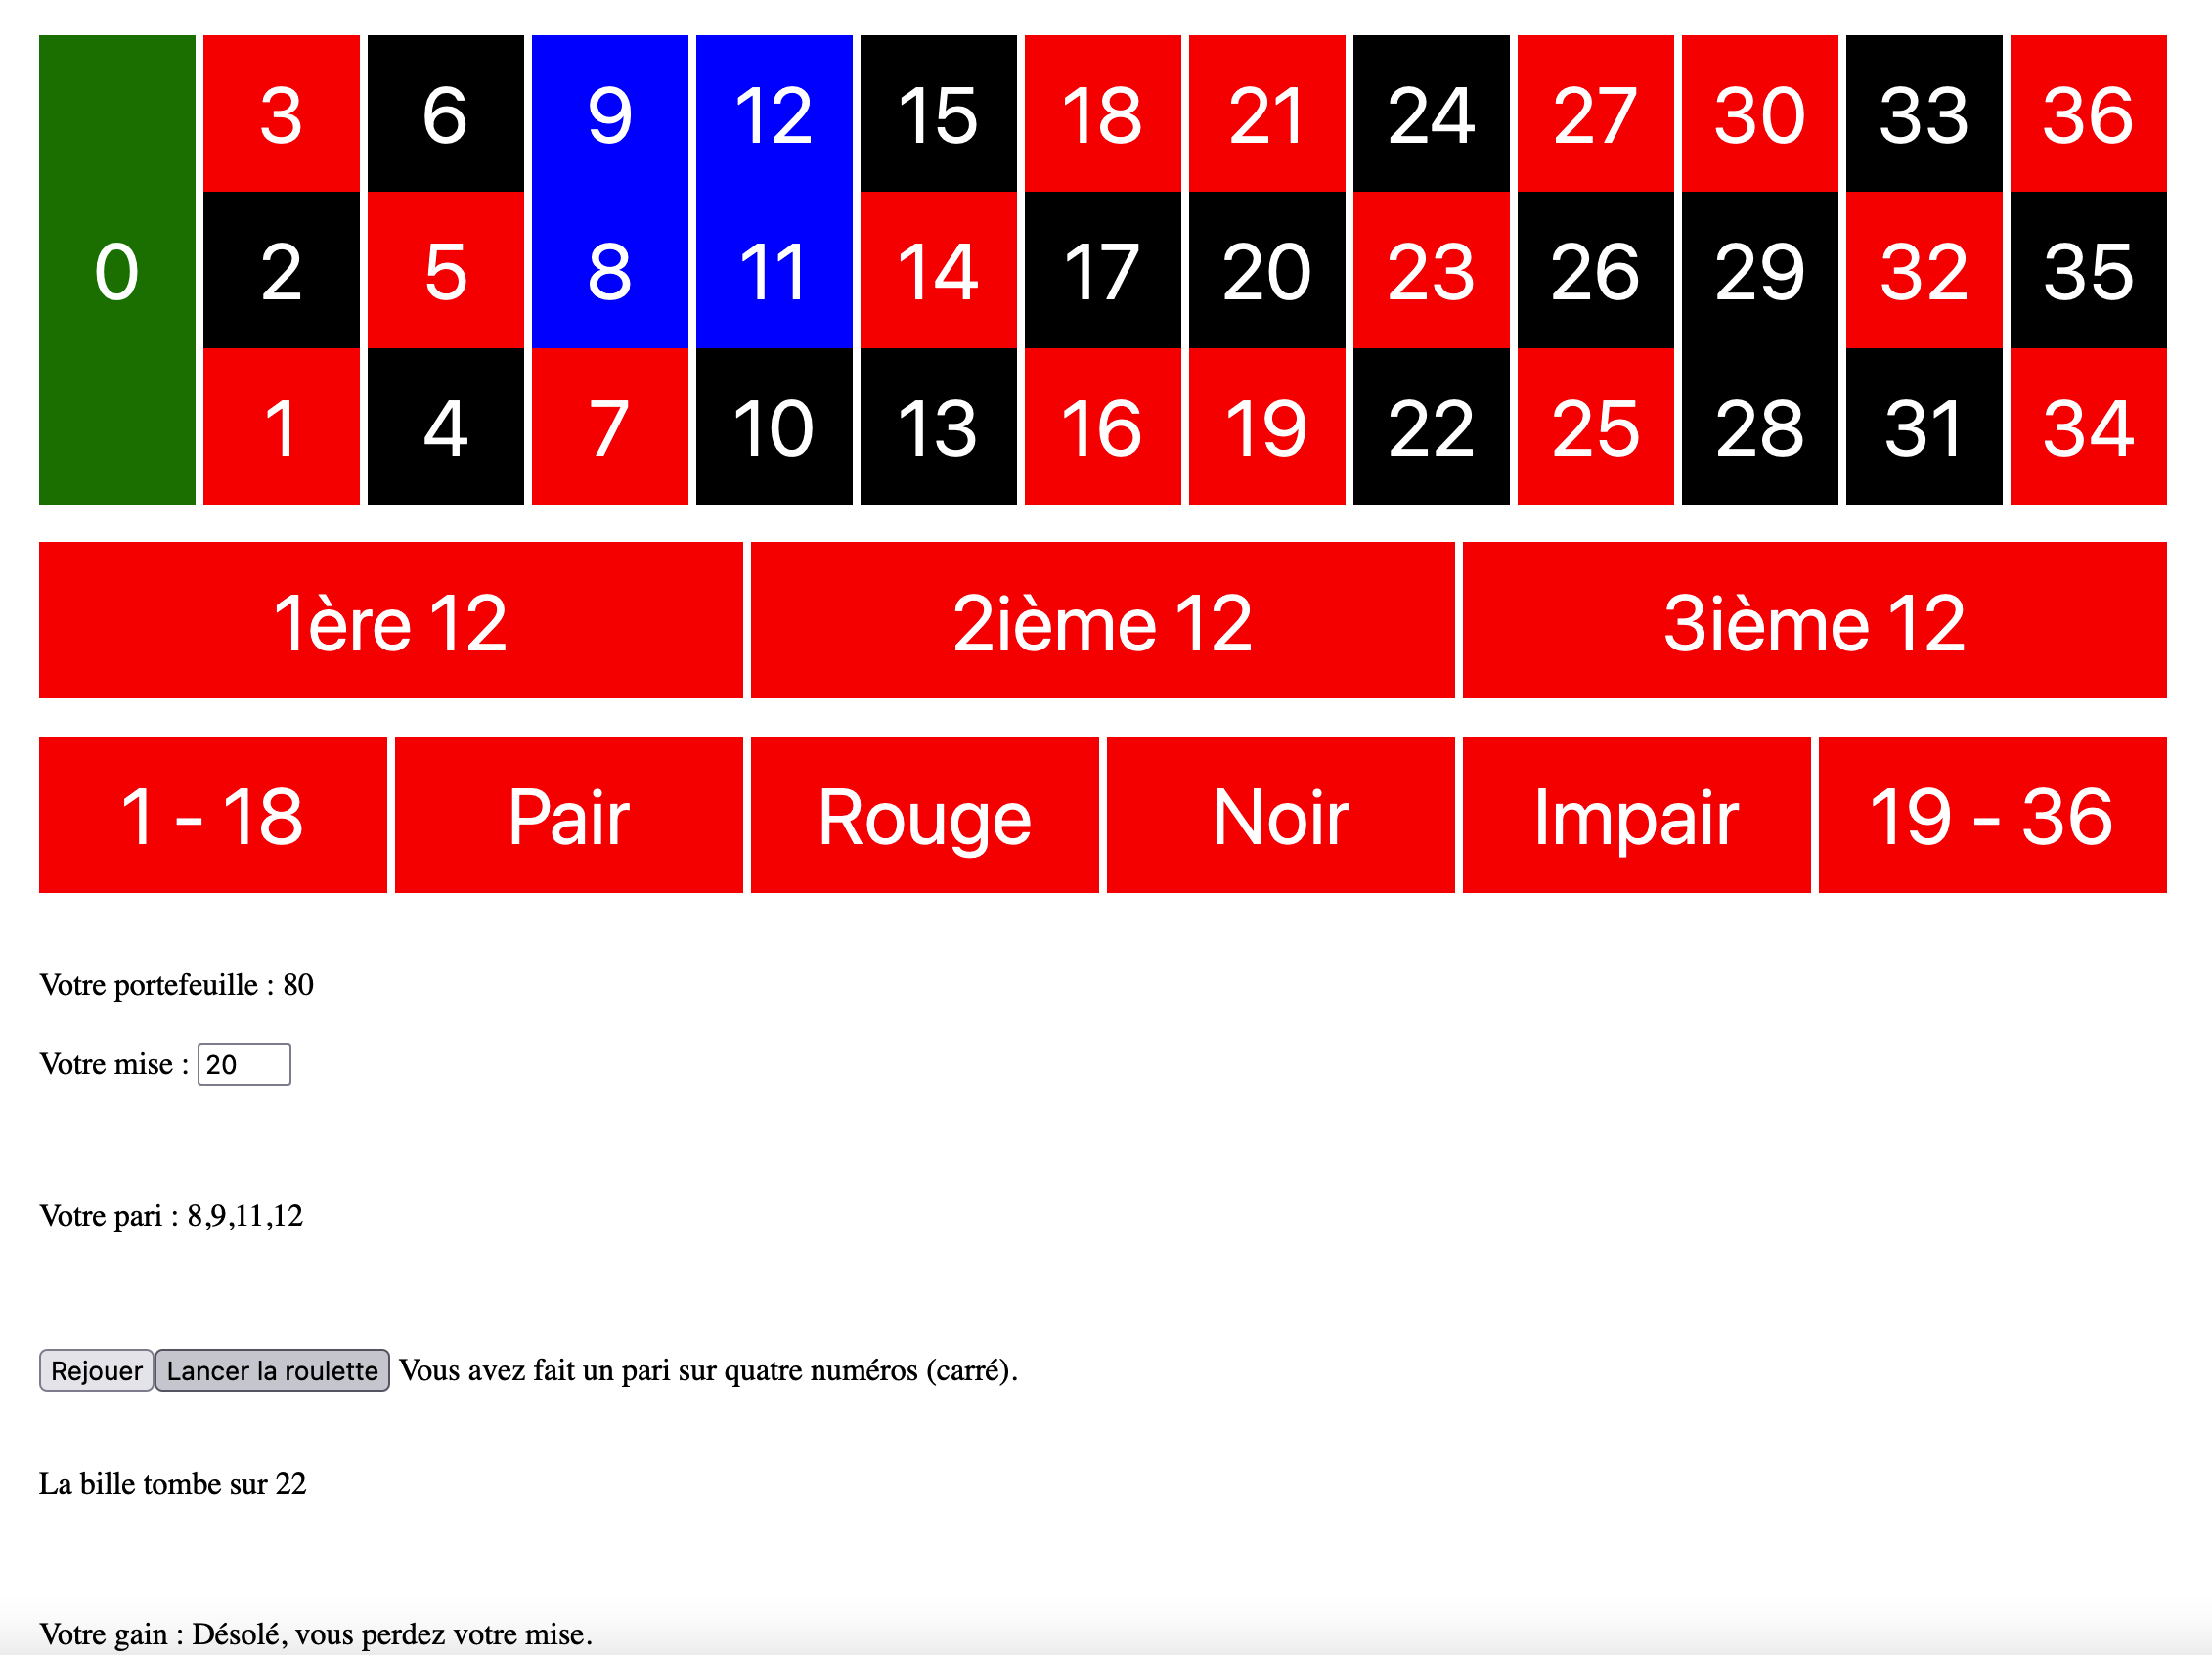 3 6 9 12 15 18 21 24 27 30 33 36
0 2 5 8 11 14 17 20 23 26 29 32 35
1 4 7 10 13 16 19 22 25 28 31 34
1ère 12 2ième 12 3ième 12
1 - 18 Pair Rouge Noir Impair 19 - 36
Votre portefeuille : 80
Votre mise : 20
Votre pari : 8,9,11,12
Rejouer Lancer la roulette Vous avez fait un pari sur quatre numéros (carré).
La bille tombe sur 22
Votre gain : Désolé, vous perdez votre mise.